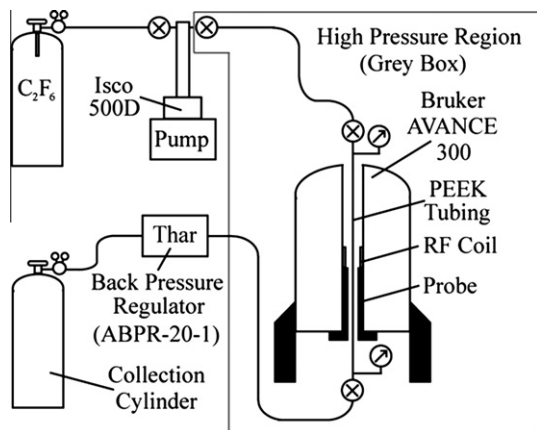 C₂F₆
Isco
500D
Pump
High Pressure Region
(Grey Box)
Bruker
AVANCE
300
PEEK
Tubing
RF Coil
Probe
Thar
Back Pressure
Regulator
(ABPR-20-1)
Collection
Cylinder